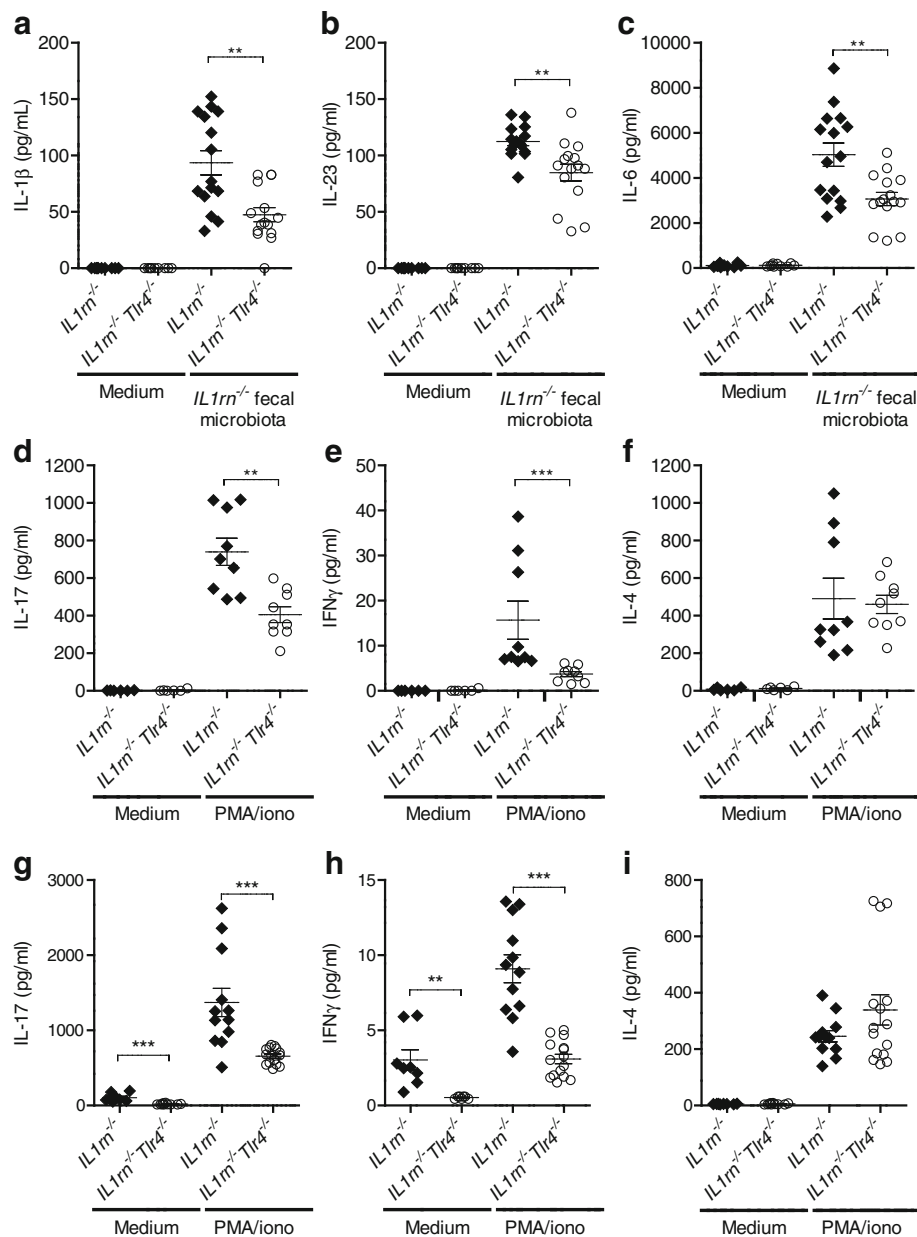 a
b
c
200
150
100
50
0
IL-1β (pg/mL)
**
IL1rn-/-
IL1rn-/- Tlr4-/-
IL1rn-/-
IL1rn-/- Tlr4-/-
Medium
IL1rn-/- fecal
microbiota
200
150
100
50
0
IL-23 (pg/ml)
**
IL1rn-/-
IL1rn-/- Tlr4-/-
IL1rn-/-
IL1rn-/- Tlr4-/-
Medium
IL1rn-/- fecal
microbiota
10000
8000
6000
4000
2000
0
IL-6 (pg/ml)
**
IL1rn-/-
IL1rn-/- Tlr4-/-
IL1rn-/-
IL1rn-/- Tlr4-/-
Medium
IL1rn-/- fecal
microbiota
d
e
f
1200
1000
800
600
400
200
0
IL-17 (pg/ml)
**
IL1rn-/-
IL1rn-/- Tlr4-/-
IL1rn-/-
IL1rn-/- Tlr4-/-
Medium
PMA/iono
50
40
30
20
10
0
IFNγ (pg/ml)
***
IL1rn-/-
IL1rn-/- Tlr4-/-
IL1rn-/-
IL1rn-/- Tlr4-/-
Medium
PMA/iono
1200
1000
800
600
400
200
0
IL-4 (pg/ml)
IL1rn-/-
IL1rn-/- Tlr4-/-
IL1rn-/-
IL1rn-/- Tlr4-/-
Medium
PMA/iono
g
h
i
3000
2000
1000
0
IL-17 (pg/ml)
***
***
IL1rn-/-
IL1rn-/- Tlr4-/-
IL1rn-/-
IL1rn-/- Tlr4-/-
Medium
PMA/iono
15
10
5
0
IFNγ (pg/ml)
**
***
IL1rn-/-
IL1rn-/- Tlr4-/-
IL1rn-/-
IL1rn-/- Tlr4-/-
Medium
PMA/iono
800
600
400
200
0
IL-4 (pg/ml)
IL1rn-/-
IL1rn-/- Tlr4-/-
IL1rn-/-
IL1rn-/- Tlr4-/-
Medium
PMA/iono